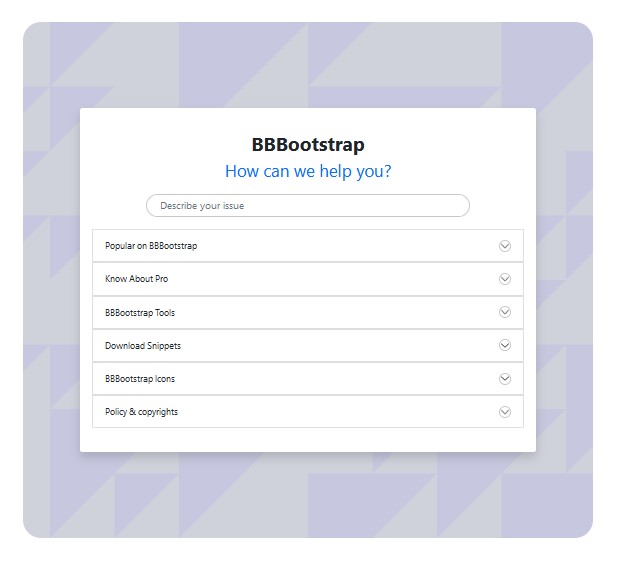 BBBootstrap
How can we help you?
Describe your issue
Popular on BBBootstrap
Know About Pro
BBBootstrap Tools
Download Snippets
BBBootstrap Icons
Policy & copyrights